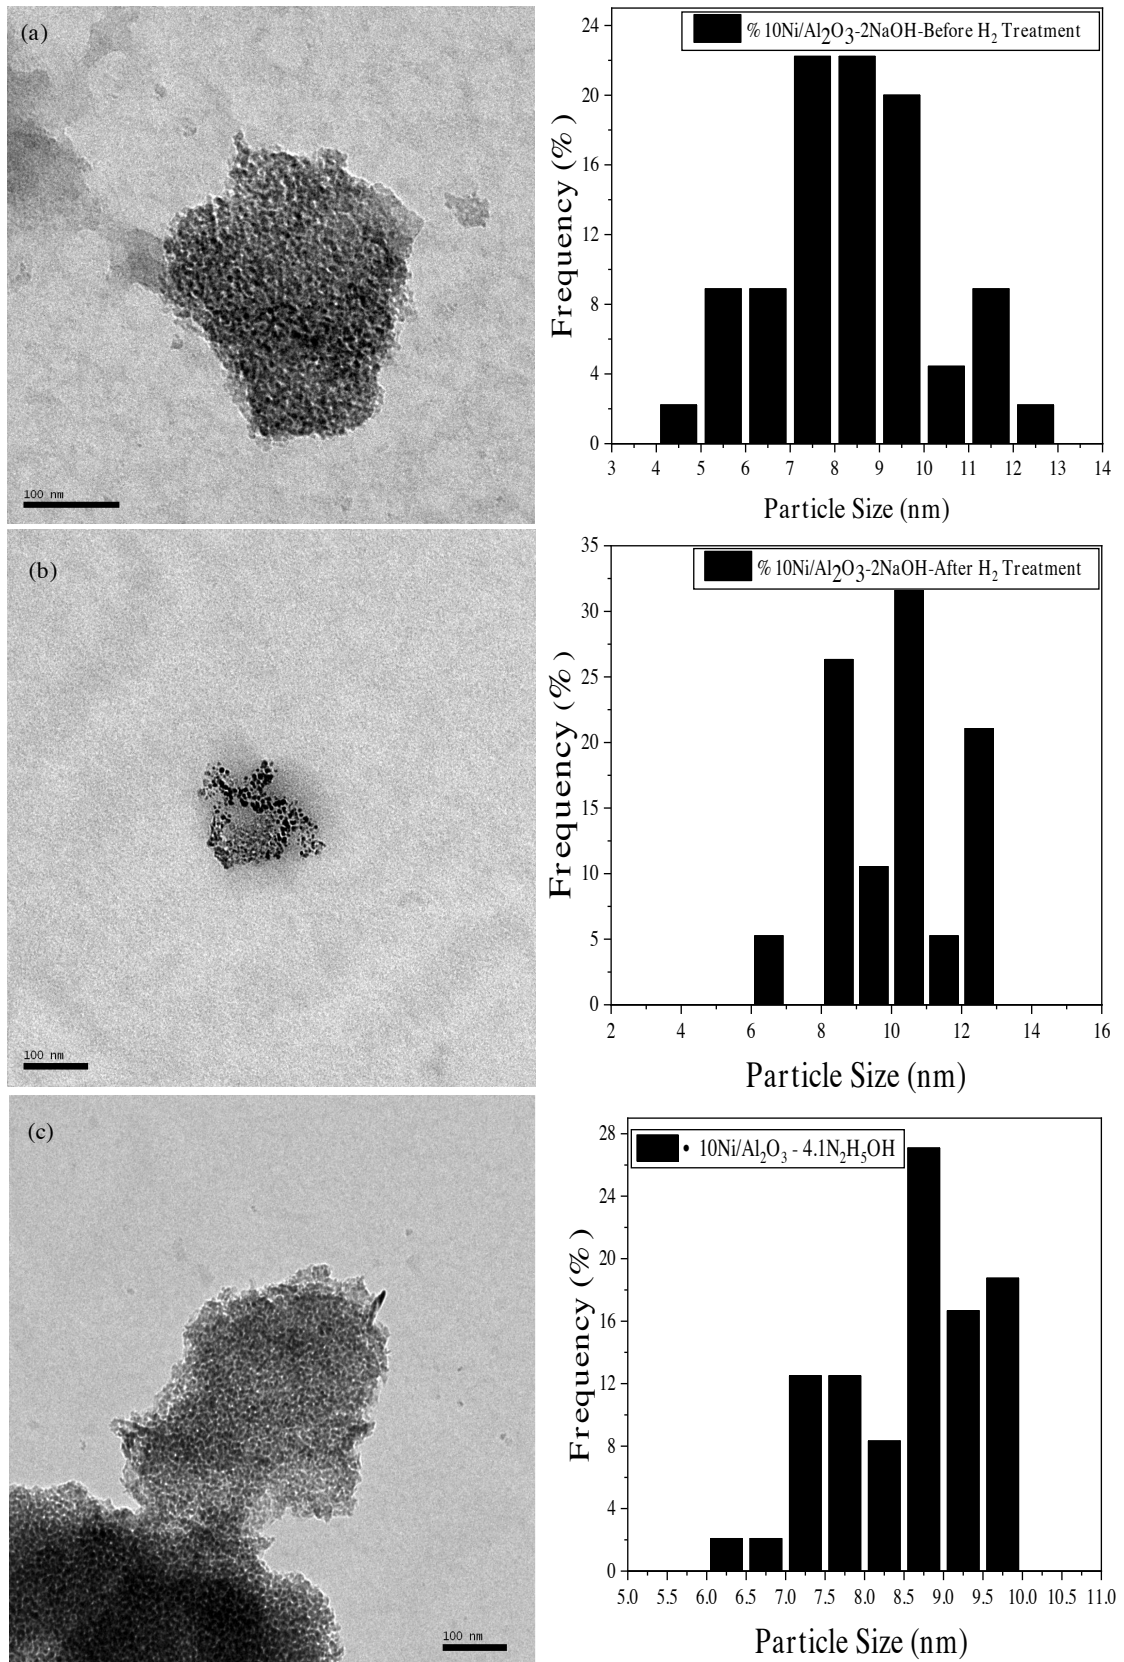 (a)
100 nm
% 10Ni/Al2O3-2NaOH-Before H2 Treatment
Frequency (%)
24
20
16
12
8
4
0
3 4 5 6 7 8 9 10 11 12 13 14
Particle Size (nm)
(b)
100 nm
% 10Ni/Al2O3-2NaOH-After H2 Treatment
Frequency (%)
35
30
25
20
15
10
5
0
2 4 6 8 10 12 14 16
Particle Size (nm)
(c)
100 nm
• 10Ni/Al2O3 - 4.1N2H5OH
Frequency (%)
28
24
20
16
12
8
4
0
5.0 5.5 6.0 6.5 7.0 7.5 8.0 8.5 9.0 9.5 10.0 10.5 11.0
Particle Size (nm)